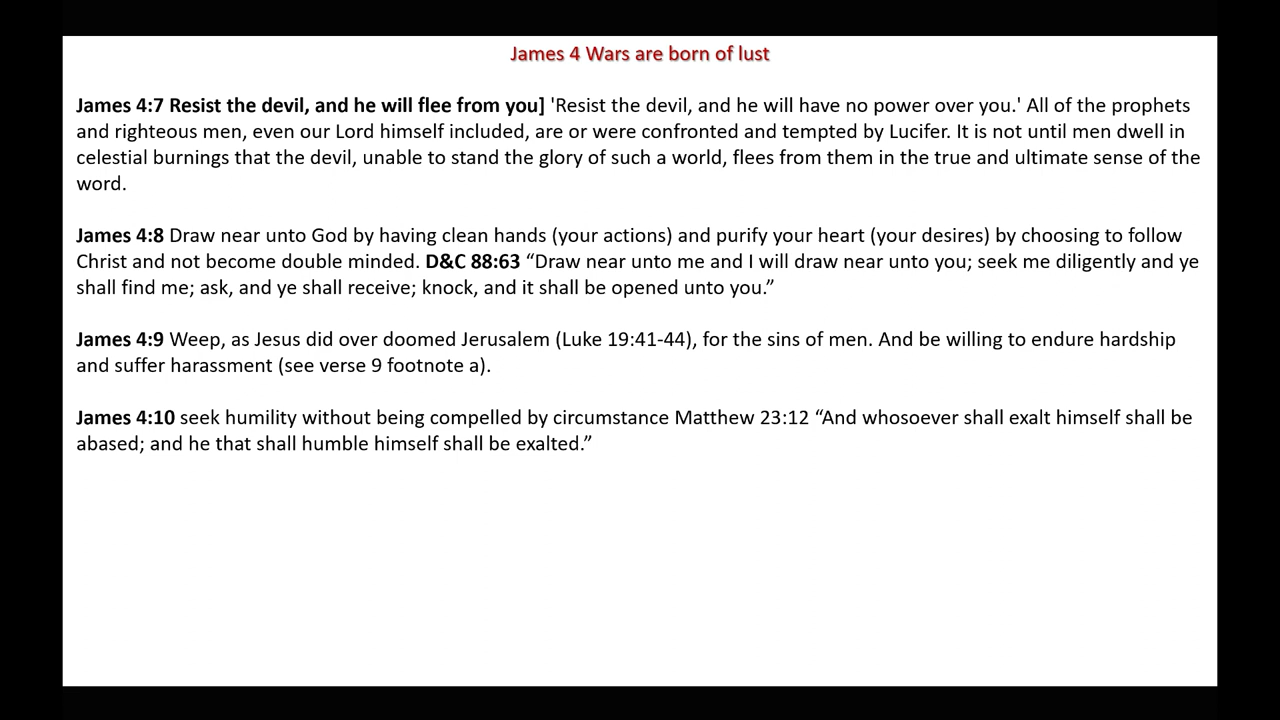 James 4 Wars are born of lust
James 4:7 Resist the devil, and he will flee from you] 'Resist the devil, and he will have no power over you.' All of the prophets
and righteous men, even our Lord himself included, are or were confronted and tempted by Lucifer. It is not until men dwell in
celestial burnings that the devil, unable to stand the glory of such a world, flees from them in the true and ultimate sense of the
word.
James 4:8 Draw near unto God by having clean hands (your actions) and purify your heart (your desires) by choosing to follow
Christ and not become double minded. D&C 88:63 “Draw near unto me and I will draw near unto you; seek me diligently and ye
shall find me; ask, and ye shall receive; knock, and it shall be opened unto you.”
James 4:9 Weep, as Jesus did over doomed Jerusalem (Luke 19:41-44), for the sins of men. And be willing to endure hardship
and suffer harassment (see verse 9 footnote a).
James 4:10 seek humility without being compelled by circumstance Matthew 23:12 “And whosoever shall exalt himself shall be
abased; and he that shall humble himself shall be exalted.”